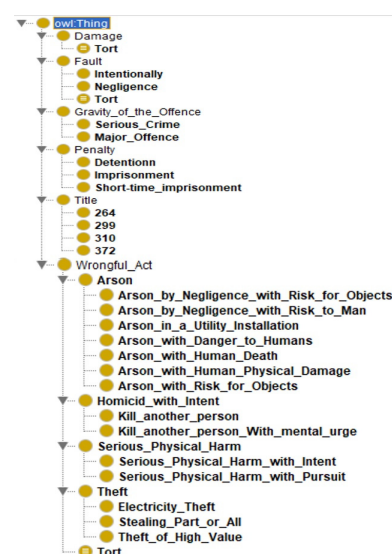 owl:Thing
Damage
Tort
Fault
Intentionally
Negligence
Tort
Gravity_of_the_Offence
Serious_Crime
Major_Offence
Penalty
Detentionn
Imprisonment
Short-time_imprisonment
Title
264
299
310
372
Wrongful_Act
Arson
Arson_by_Negligence_with_Risk_for_Objects
Arson_by_Negligence_with_Risk_to_Man
Arson_in_a_Utility_Installation
Arson_with_Danger_to_Humans
Arson_with_Human_Death
Arson_with_Human_Physical_Damage
Arson_with_Risk_for_Objects
Homicid_with_Intent
Kill_another_person
Kill_another_person_With_mental_urge
Serious_Physical_Harm
Serious_Physical_Harm_with_Intent
Serious_Physical_Harm_with_Pursuit
Theft
Electricity_Theft
Stealing_Part_or_All
Theft_of_High_Value
Tort